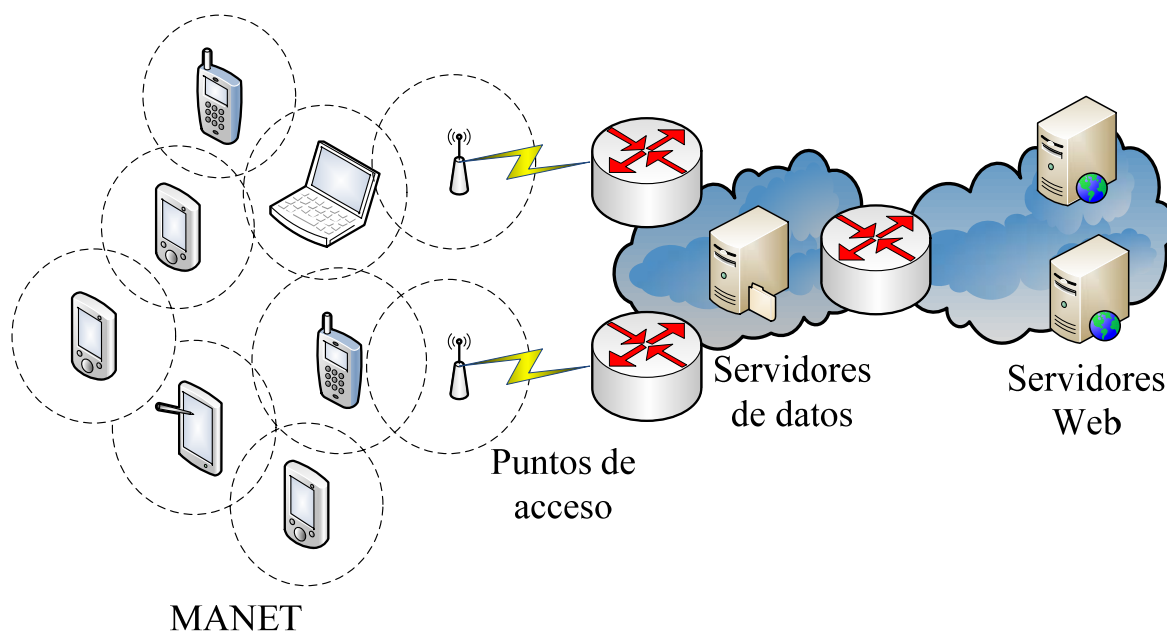 Servidores
de datos
Servidores
Web
Puntos de
acceso
MANET